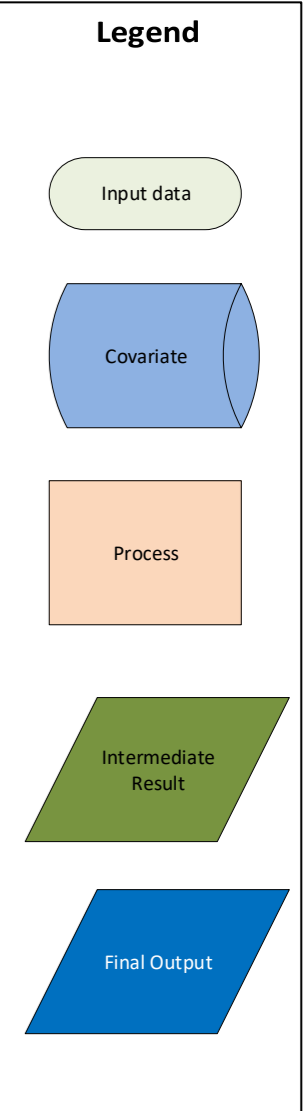 Legend
Input data
Covariate
Process
Intermediate
Result
Final Output